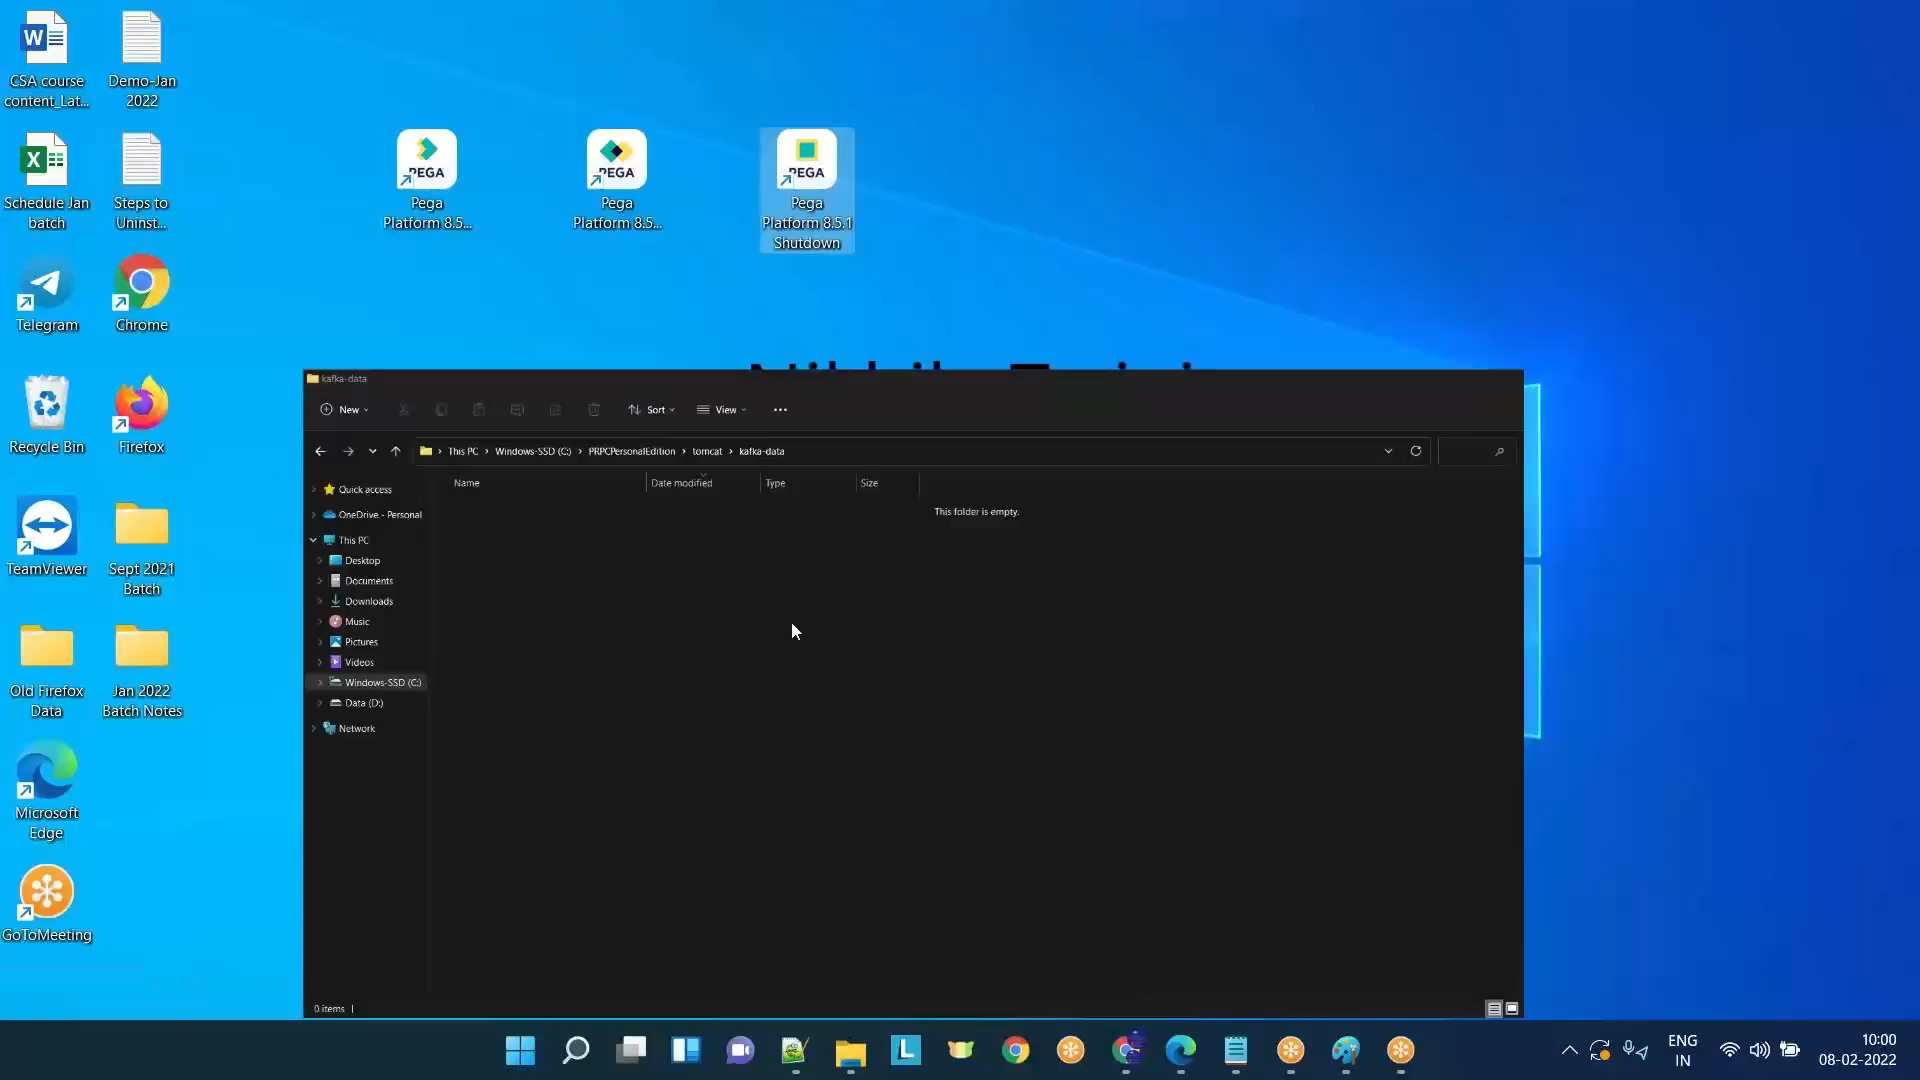 CSA course
content_Lat...
Demo-Jan
2022
Schedule Jan
batch
Steps to
Uninst...
Telegram
Chrome
Recycle Bin
Firefox
TeamViewer
Sept 2021
Batch
Old Firefox
Data
Jan 2022
Batch Notes
Microsoft
Edge
GoToMeeting
PEGA
Pega
Platform 8.5...
PEGA
Pega
Platform 8.5...
PEGA
Pega
Platform 8.5.1
Shutdown
kafka-data
New
Sort
View
This PC
Windows-SSD (C:)
PRPCPersonalEdition
tomcat
kafka-data
Name
Date modified
Type
Size
This folder is empty.
Quick access
OneDrive - Personal
This PC
Desktop
Documents
Downloads
Music
Pictures
Videos
Windows-SSD (C:)
Data (D:)
Network
0 items
ENG
IN
10:00
08-02-2022